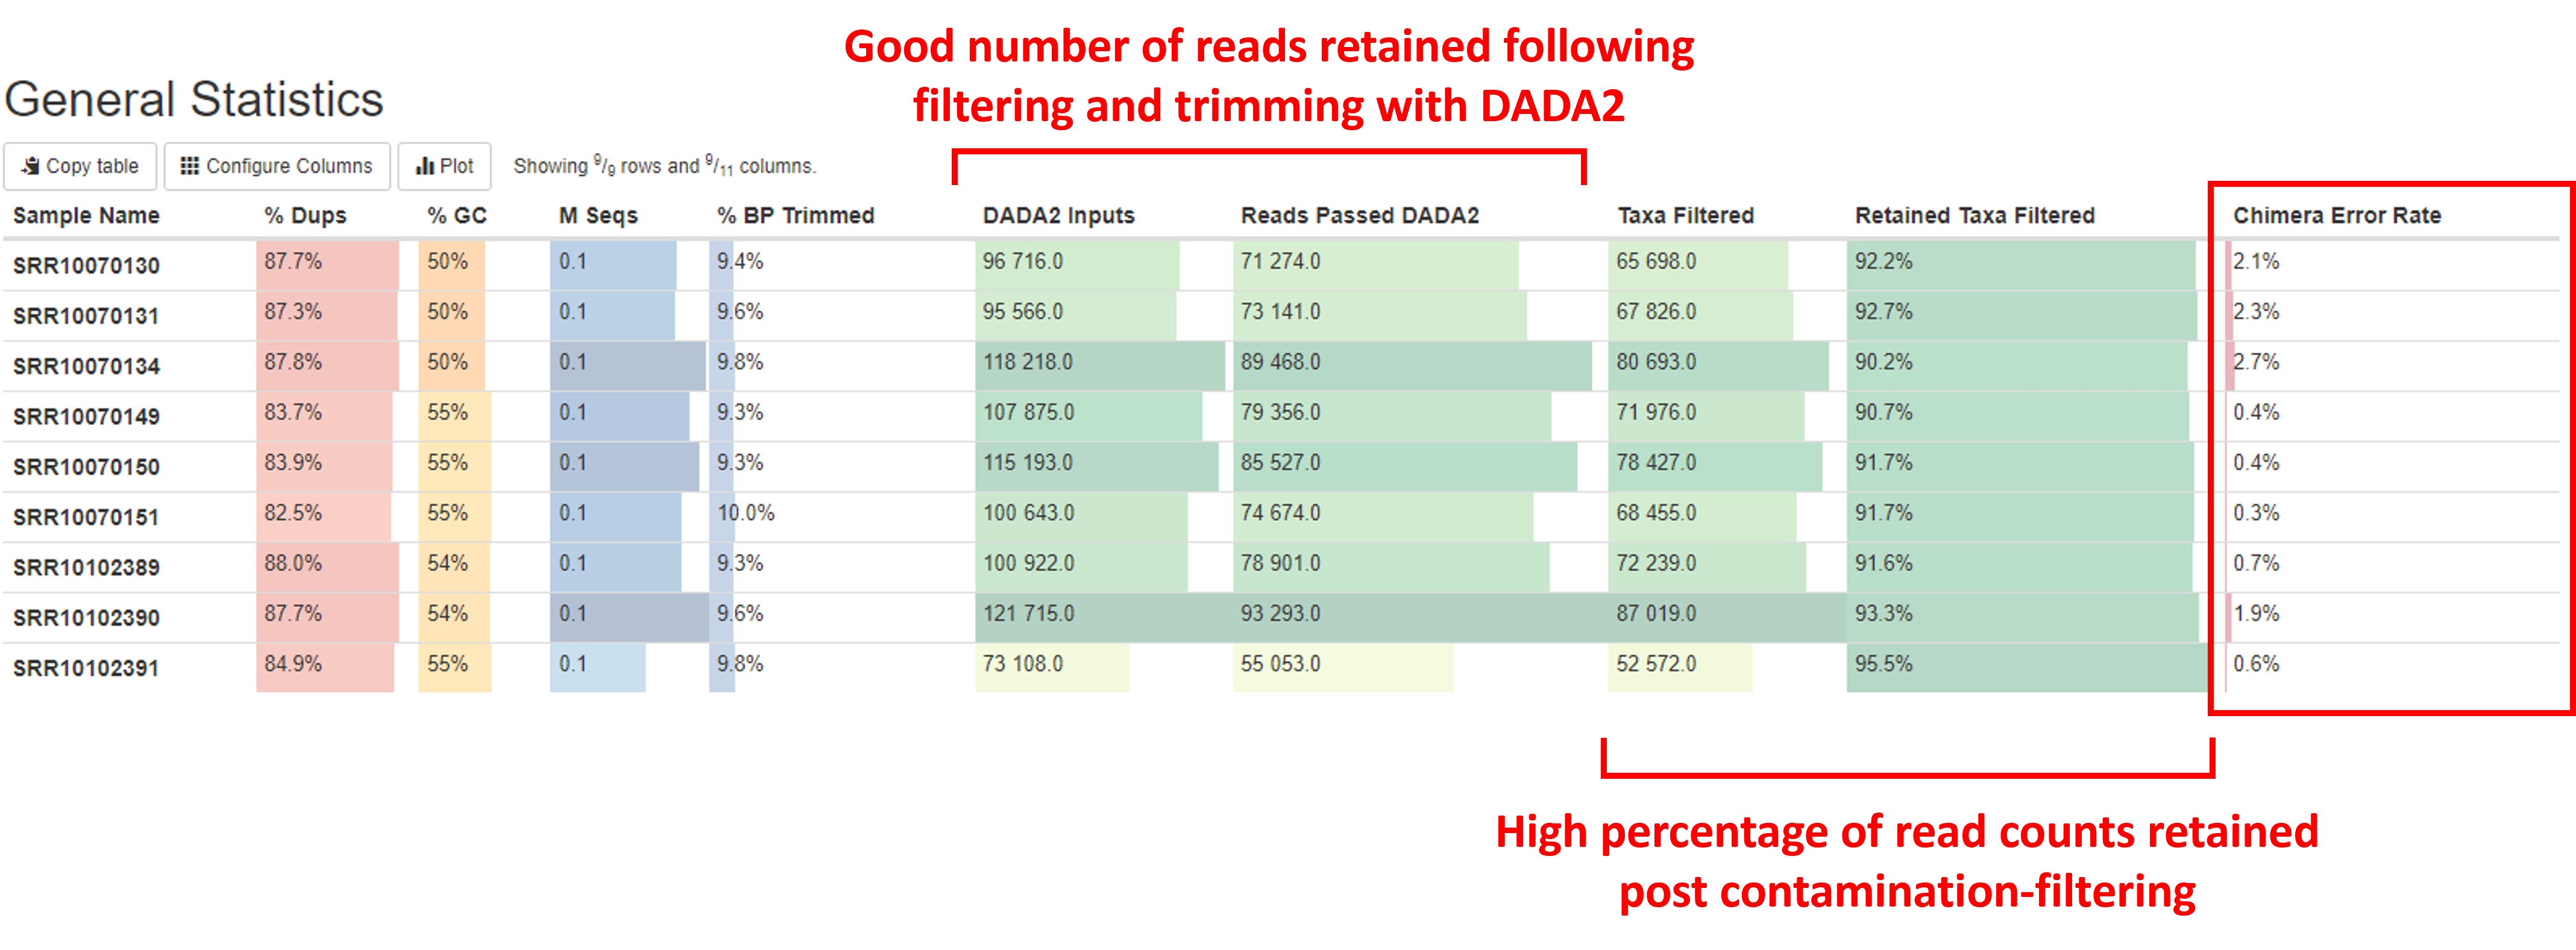 Good number of reads retained following
filtering and trimming with DADA2
General Statistics
Copy table Configure Columns Plot Showing 9/9 rows and 9/11 columns.
Sample Name % Dups % GC M Seqs % BP Trimmed DADA2 Inputs Reads Passed DADA2 Taxa Filtered Retained Taxa Filtered Chimera Error Rate
SRR10070130 87.7% 50% 0.1 9.4% 96 716.0 71 274.0 65 698.0 92.2% 2.1%
SRR10070131 87.3% 50% 0.1 9.6% 95 566.0 73 141.0 67 826.0 92.7% 2.3%
SRR10070134 87.8% 50% 0.1 9.8% 118 218.0 89 468.0 80 693.0 90.2% 2.7%
SRR10070149 83.7% 55% 0.1 9.3% 107 875.0 79 356.0 71 976.0 90.7% 0.4%
SRR10070150 83.9% 55% 0.1 9.3% 115 193.0 85 527.0 78 427.0 91.7% 0.4%
SRR10070151 82.5% 55% 0.1 10.0% 100 643.0 74 674.0 68 455.0 91.7% 0.3%
SRR10102389 88.0% 54% 0.1 9.3% 100 922.0 78 901.0 72 239.0 91.6% 0.7%
SRR10102390 87.7% 54% 0.1 9.6% 121 715.0 93 293.0 87 019.0 93.3% 1.9%
SRR10102391 84.9% 55% 0.1 9.8% 73 108.0 55 053.0 52 572.0 95.5% 0.6%
High percentage of read counts retained
post contamination-filtering